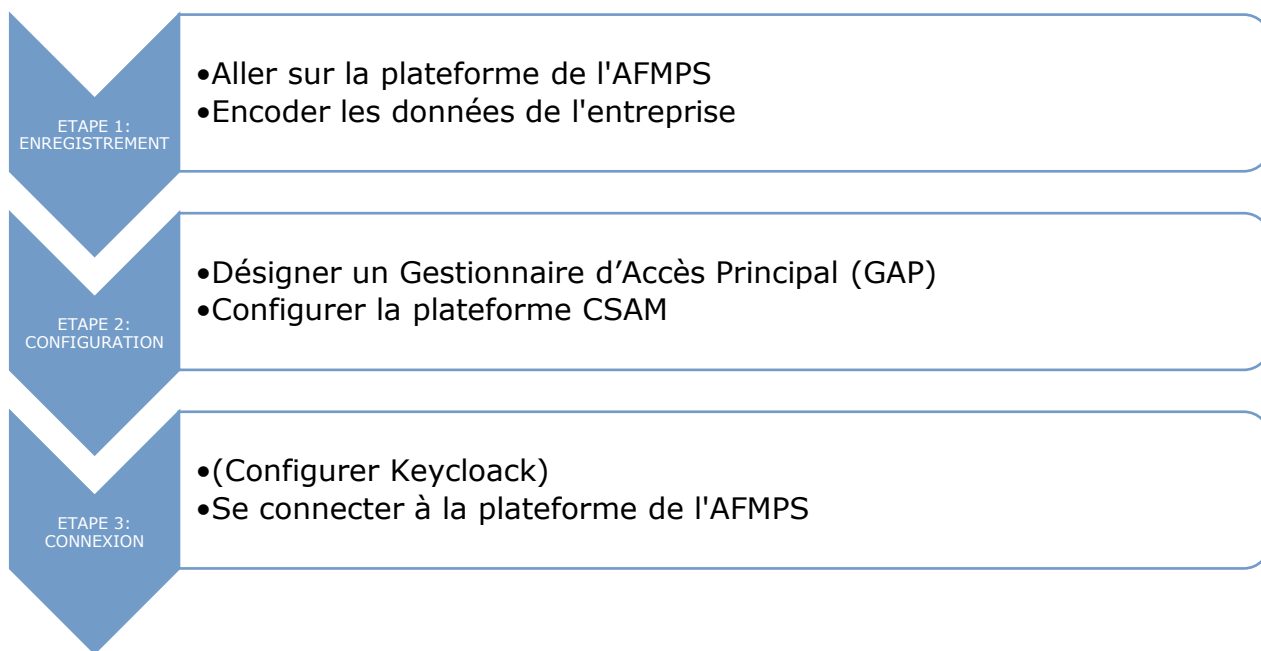 ETAPE 1:
ENREGISTREMENT
•Aller sur la plateforme de l'AFMPS
•Encoder les données de l'entreprise
ETAPE 2:
CONFIGURATION
•Désigner un Gestionnaire d’Accès Principal (GAP)
•Configurer la plateforme CSAM
ETAPE 3:
CONNEXION
•(Configurer Keycloack)
•Se connecter à la plateforme de l'AFMPS